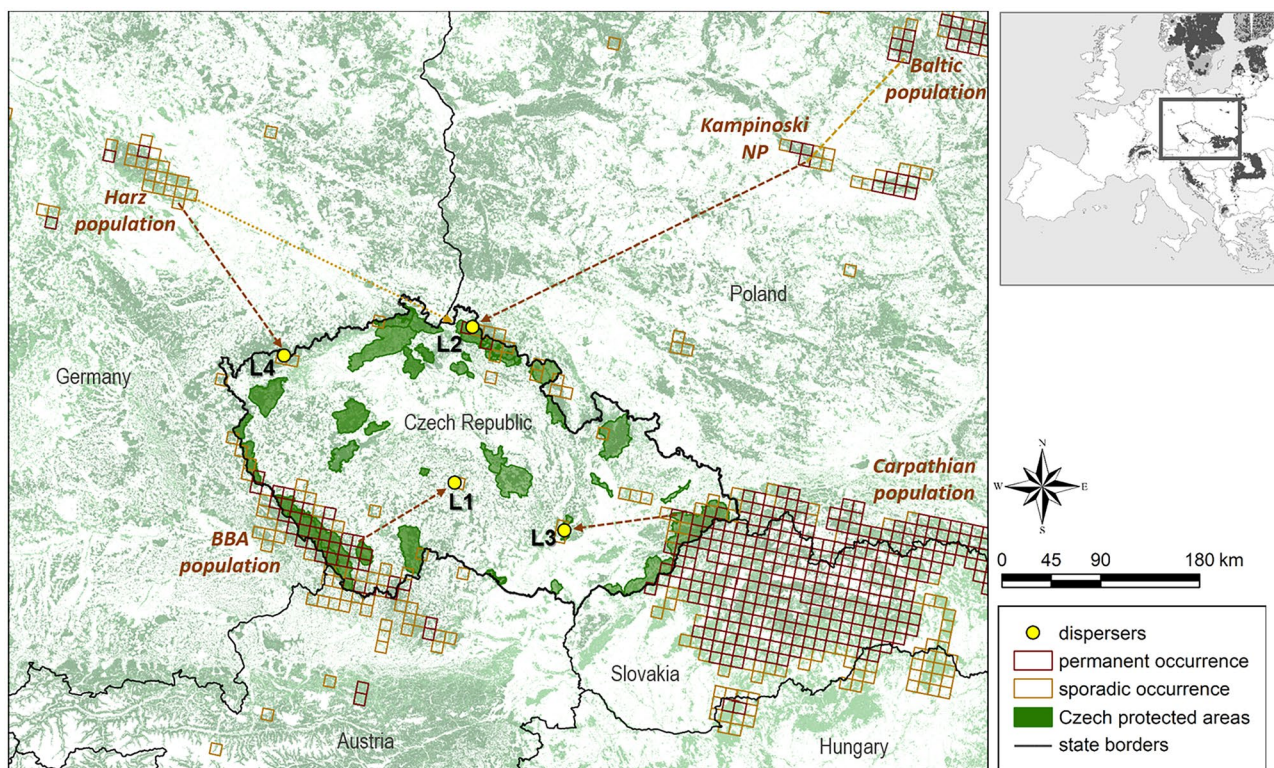 Baltic
population
Kampinoski
NP
Harz
population
Poland
L2
L4
Germany
Czech Republic
Carpathian
population
L1
L3
BBA
population
Slovakia
Austria
Hungary
N
W E
S
0 45 90 180 km
dispersers
permanent occurrence
sporadic occurrence
Czech protected areas
state borders